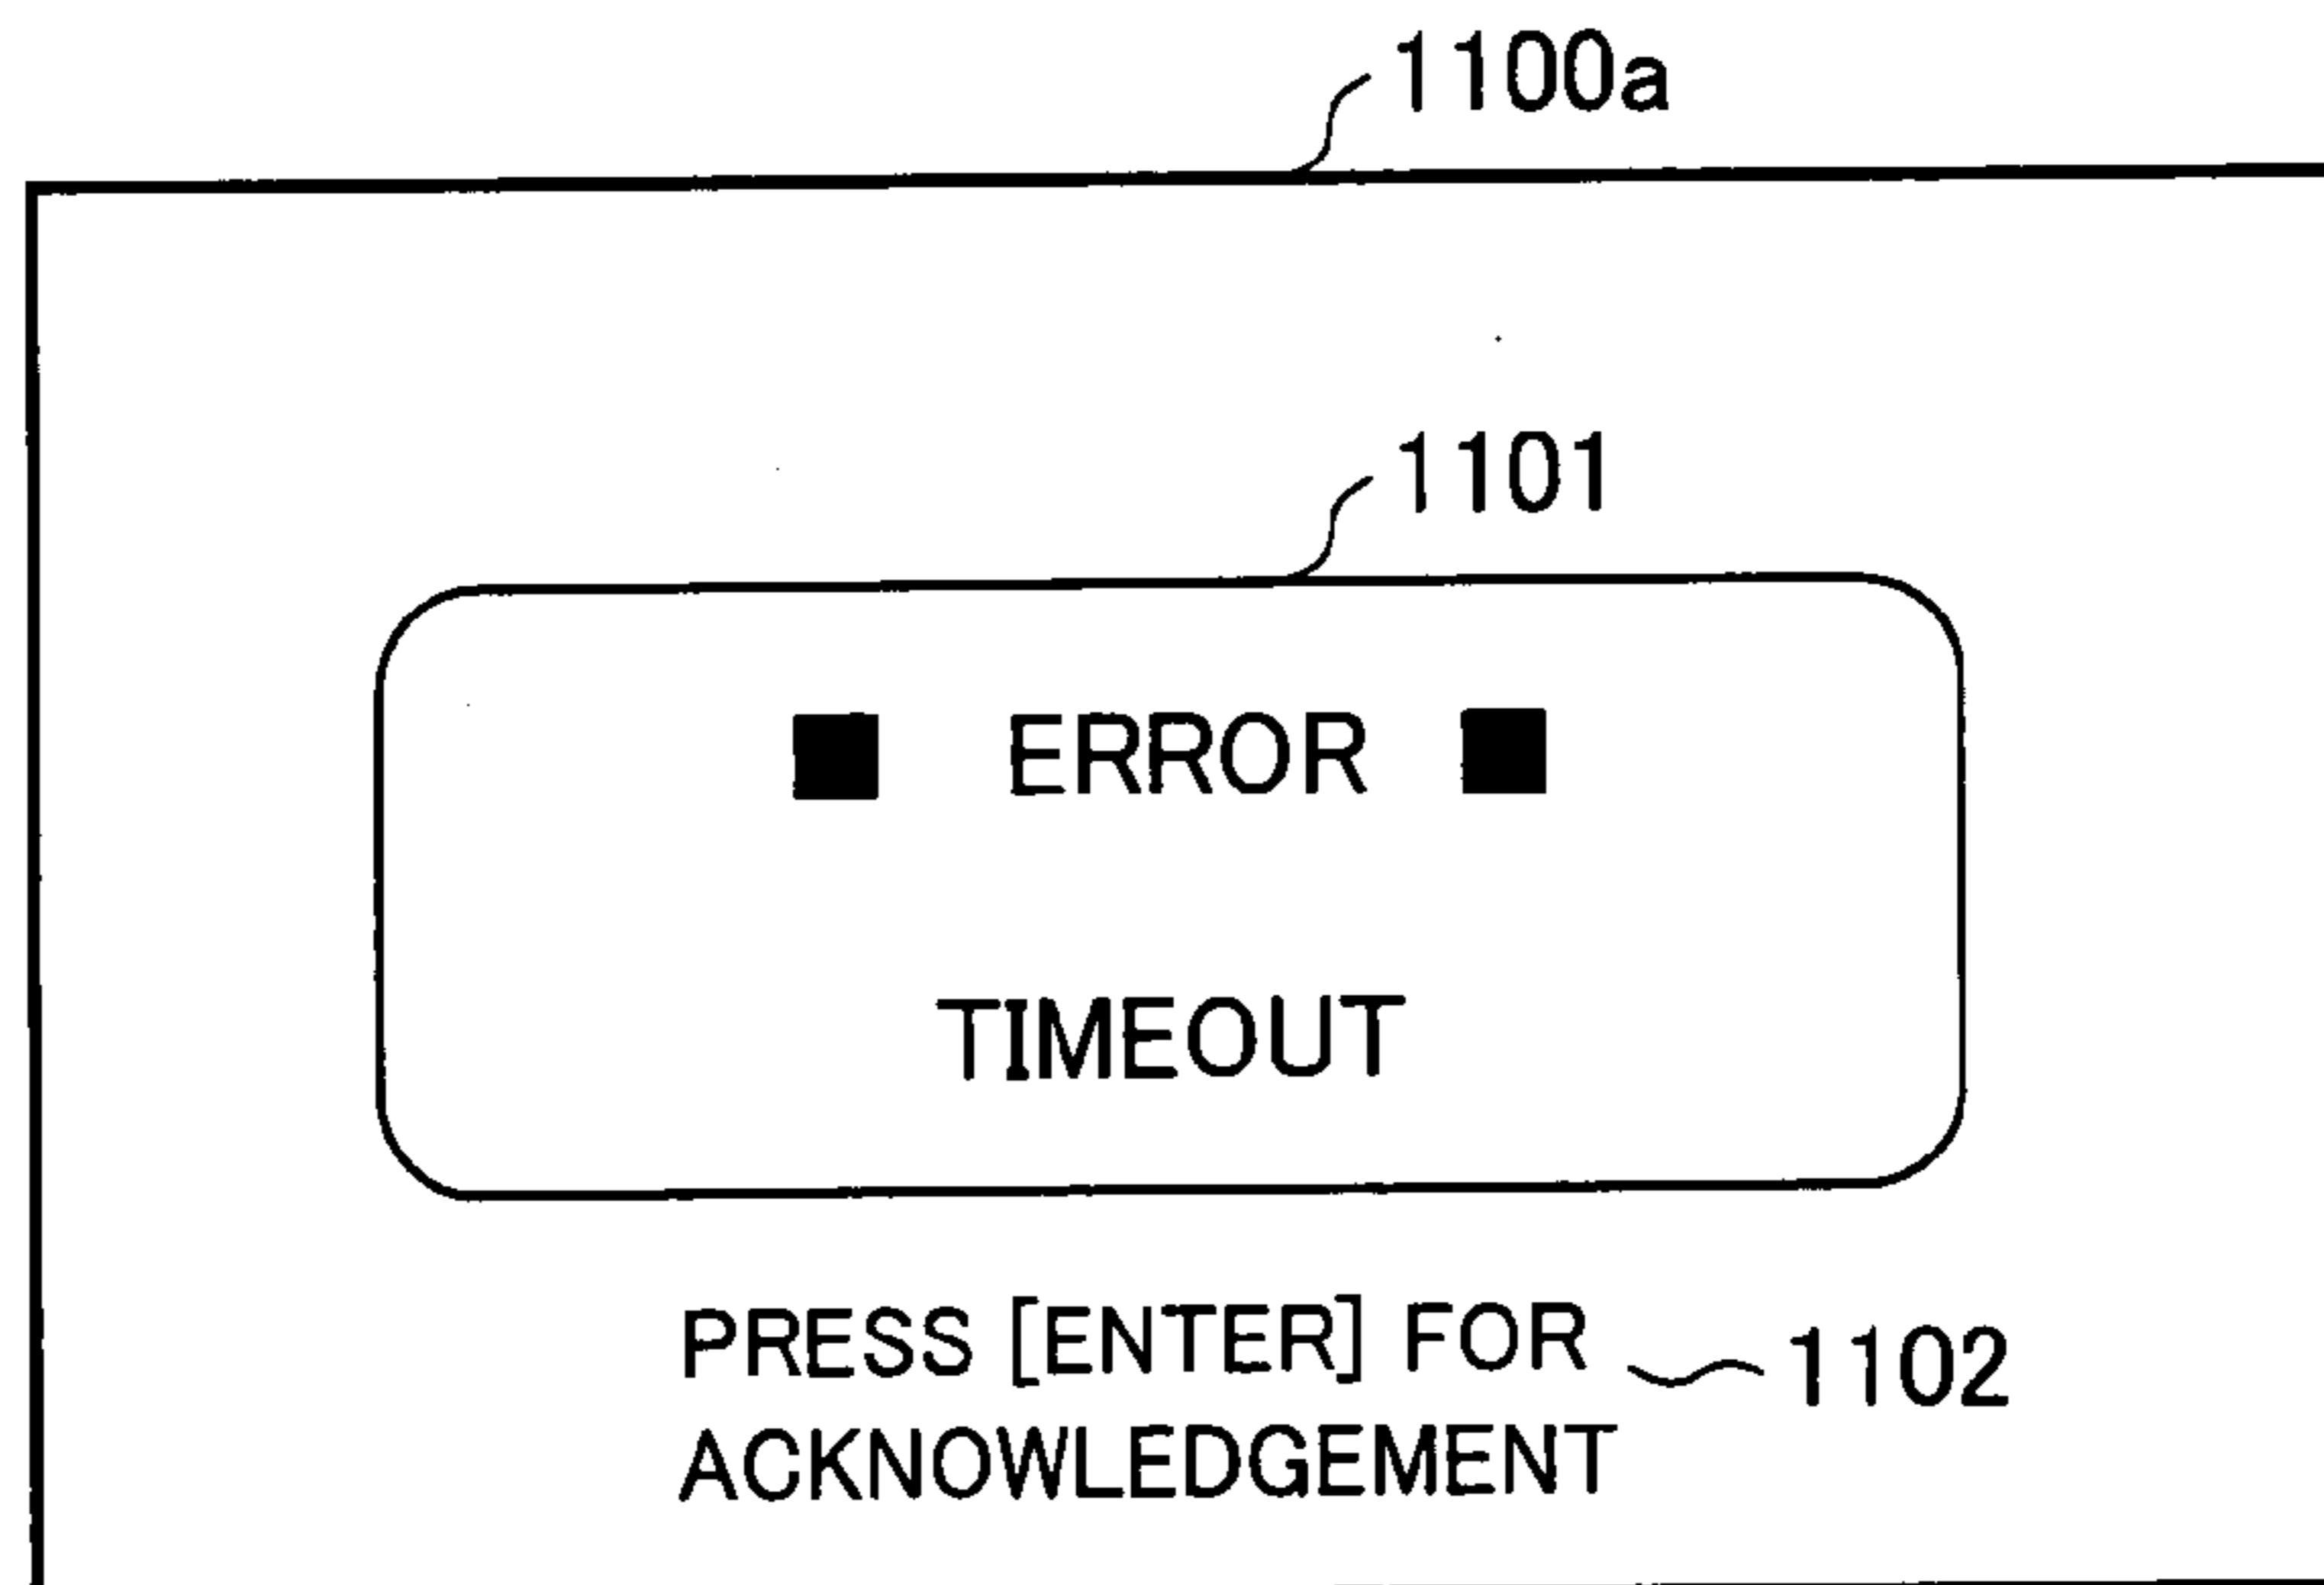 1100a
1101
■ ERROR ■
TIMEOUT
PRESS [ENTER] FOR
1102
ACKNOWLEDGEMENT